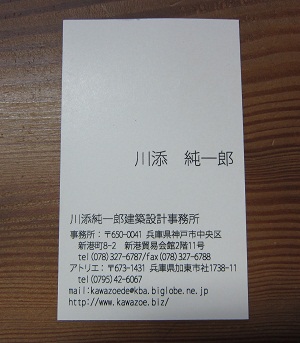 川添　純一郎
川添純一郎建築設計事務所
事務所：〒650-0041 兵庫県神戸市中央区
新港町8-2　新港貿易会館2階11号
tel(078)327-6787/fax(078)327-6788
アトリエ：〒673-1431 兵庫県加東市社1738-11
tel(0795)42-6067
mail:kawazoede@kba.biglobe.ne.jp
http://www.kawazoe.biz/